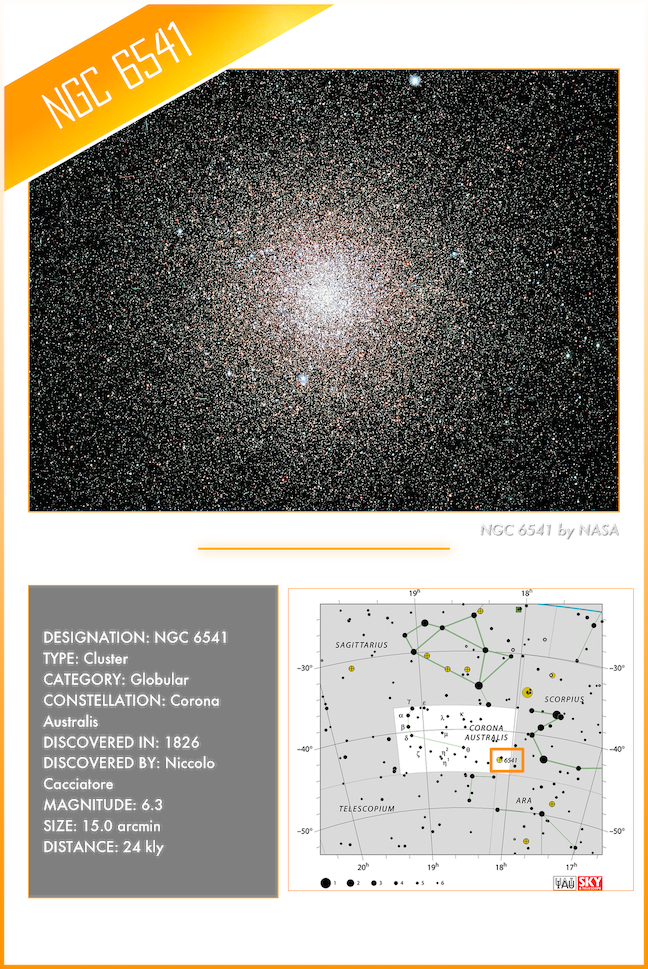 NGC 6541
NGC 6541 by NASA
DESIGNATION: NGC 6541
TYPE: Cluster
CATEGORY: Globular
CONSTELLATION: Corona
Australis
DISCOVERED IN: 1826
DISCOVERED BY: Niccolo
Cacciatore
MAGNITUDE: 6.3
SIZE: 15.0 arcmin
DISTANCE: 24 kly
19h 18h
SAGITTARIUS
–30° –30°
SCORPIUS
γ ε
α λ κ
β CORONA
μ AUSTRALIS
δ
–40° ζ η² θ –40°
η¹ 6541
TELESCOPIUM ARA
–50° –50°
20h 19h 18h 17h
1 2 3 4 5 6
IAU SKY